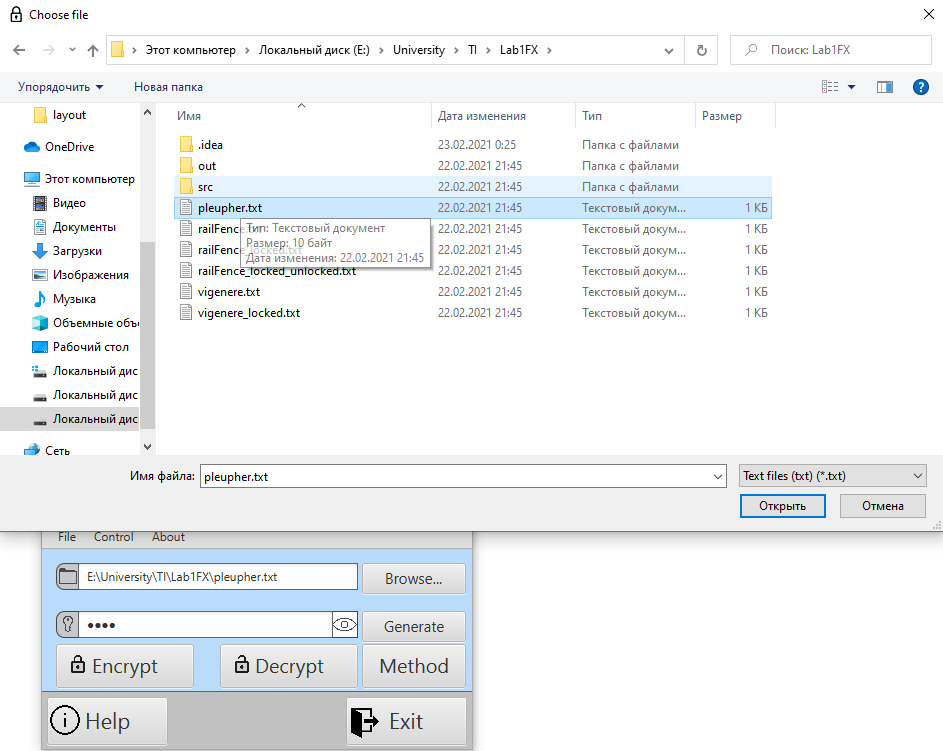 Choose file
Этот компьютер › Локальный диск (E:) › University › TI › Lab1FX ›
Поиск: Lab1FX
Упорядочить
Новая папка
?
Имя
Дата изменения
Тип
Размер
layout
OneDrive
Этот компьютер
Видео
Документы
Загрузки
Изображения
Музыка
Объемные объ
Рабочий стол
Локальный дис
Локальный дис
Локальный дис
Сеть
.idea 23.02.2021 0:25 Папка с файлами
out 22.02.2021 21:45 Папка с файлами
src 22.02.2021 21:45 Папка с файлами
pleupher.txt 22.02.2021 21:45 Текстовый докум... 1 КБ
railFence.txt 22.02.2021 21:45 Текстовый докум... 1 КБ
railFence_locked.txt 22.02.2021 21:45 Текстовый докум... 1 КБ
railFence_locked_unlocked.txt 22.02.2021 21:45 Текстовый докум... 1 КБ
vigenere.txt 22.02.2021 21:45 Текстовый докум... 1 КБ
vigenere_locked.txt 22.02.2021 21:45 Текстовый докум... 1 КБ
Тип: Текстовый документ
Размер: 10 байт
Дата изменения: 22.02.2021 21:45
Имя файла: pleupher.txt
Text files (txt) (*.txt)
Открыть
Отмена
File Control About
E:\University\TI\Lab1FX\pleupher.txt
Browse...
••••
Generate
Encrypt
Decrypt
Method
Help
Exit